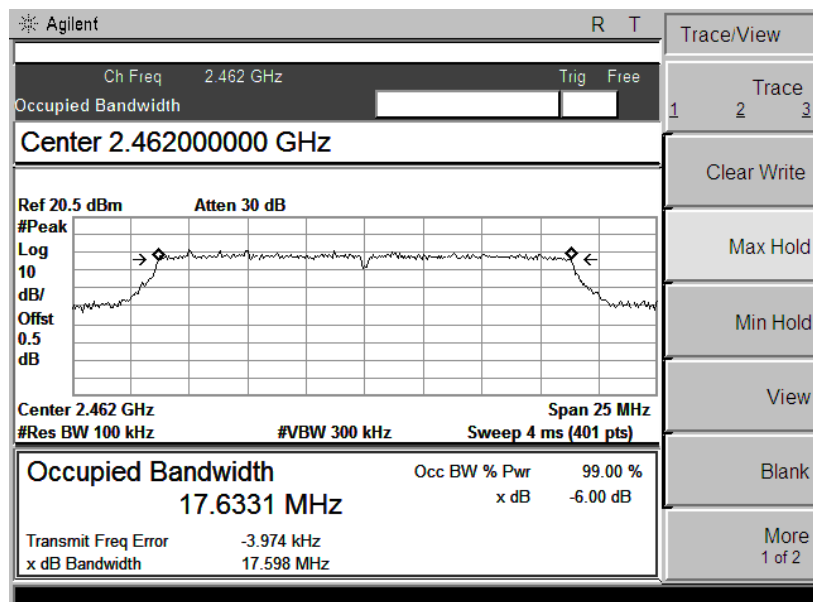 Agilent R T
Trace/View
Ch Freq 2.462 GHz Trig Free
Occupied Bandwidth
Center 2.462000000 GHz
Ref 20.5 dBm Atten 30 dB
#Peak
Log
10
dB/
Offst
0.5
dB
Center 2.462 GHz Span 25 MHz
#Res BW 100 kHz #VBW 300 kHz Sweep 4 ms (401 pts)
Occupied Bandwidth Occ BW % Pwr 99.00 %
17.6331 MHz x dB -6.00 dB
Transmit Freq Error -3.974 kHz
x dB Bandwidth 17.598 MHz
Trace
1 2 3
Clear Write
Max Hold
Min Hold
View
Blank
More
1 of 2